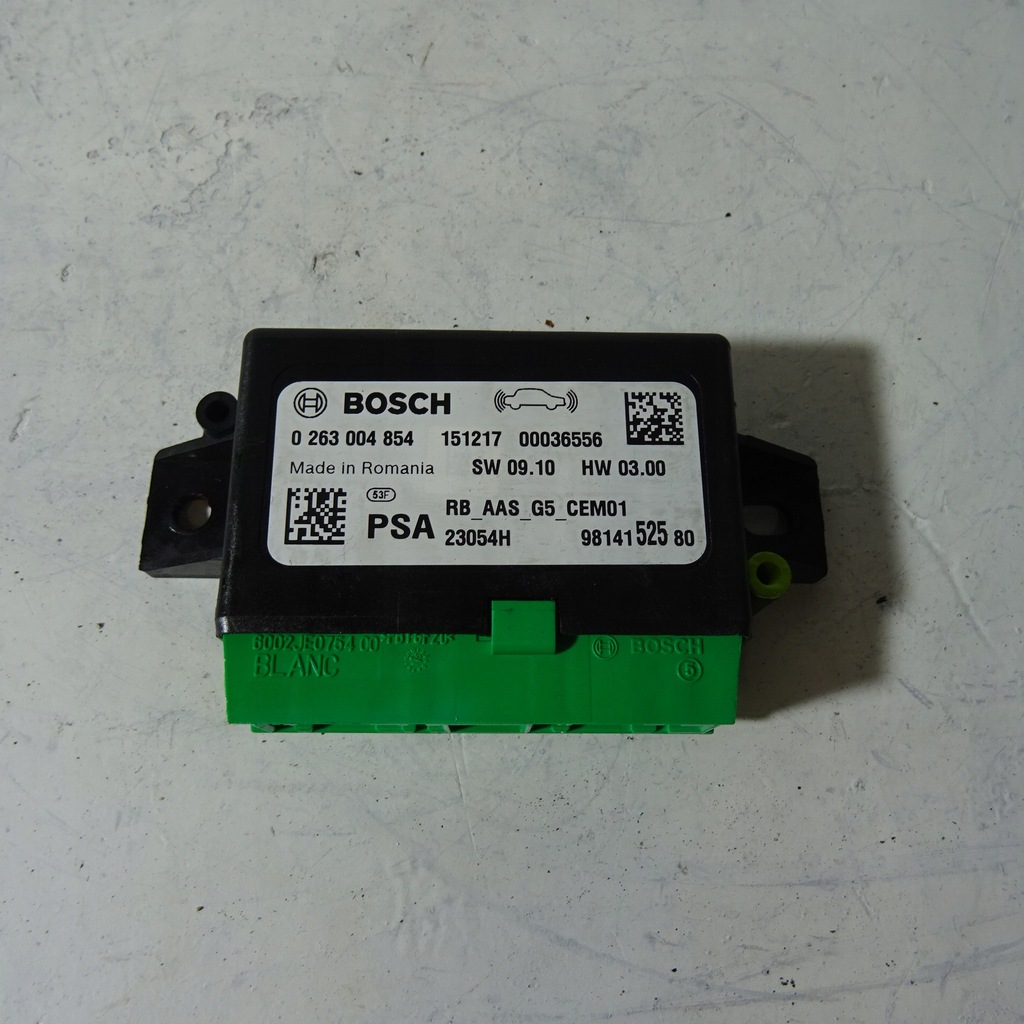 BOSCH
0 263 004 854 151217 00036556
Made in Romania SW 09.10 HW 03.00
53F
RB_AAS_G5_CEM01
PSA 23054H 98141 525 80
BOSCH
BLANC
5